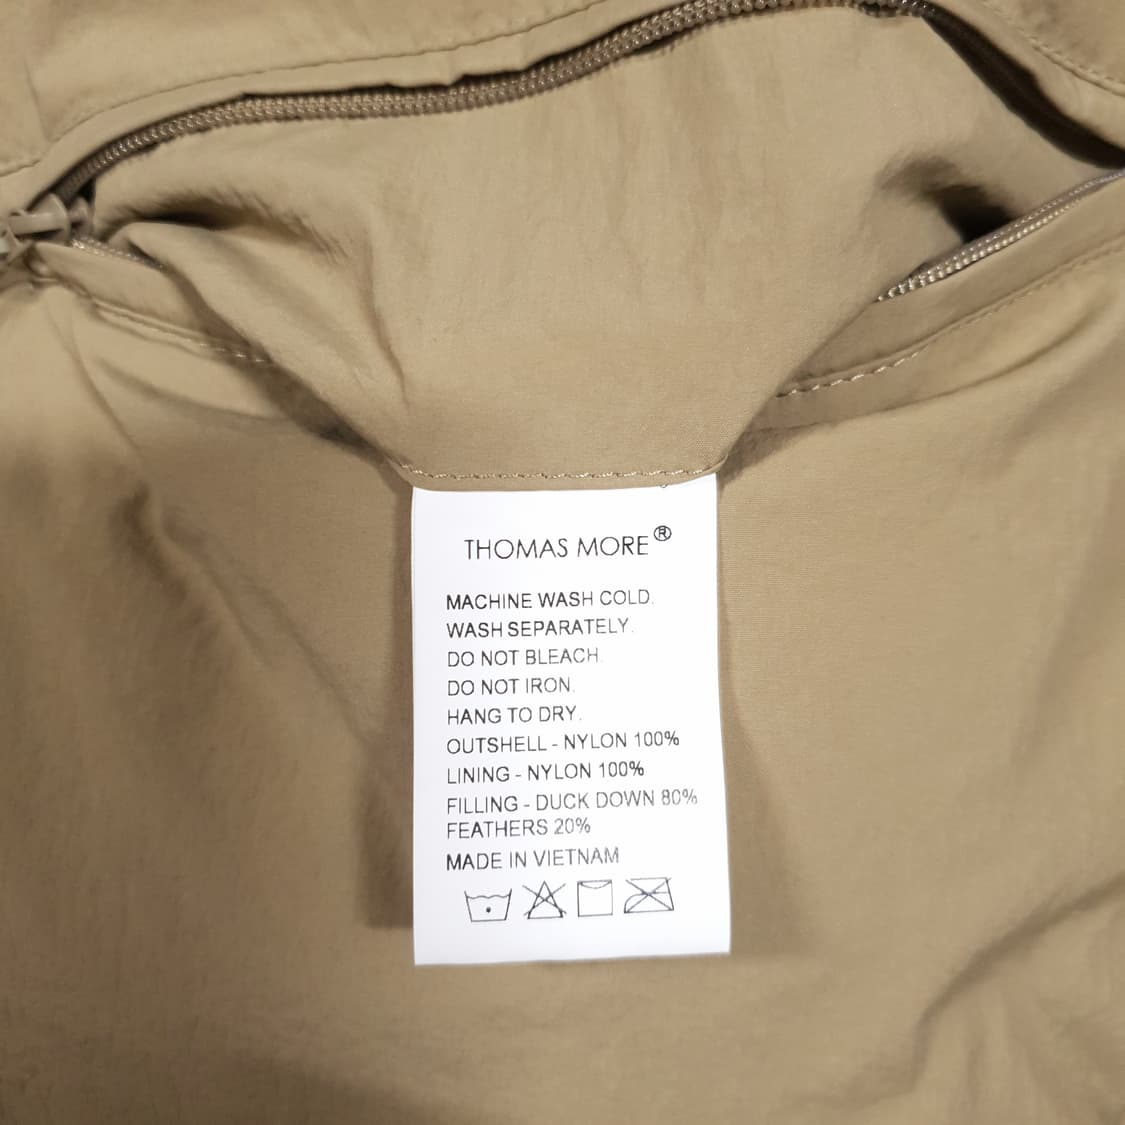 THOMAS MORE®
MACHINE WASH COLD.
WASH SEPARATELY.
DO NOT BLEACH.
DO NOT IRON.
HANG TO DRY.
OUTSHELL - NYLON 100%
LINING - NYLON 100%
FILLING - DUCK DOWN 80%
FEATHERS 20%
MADE IN VIETNAM